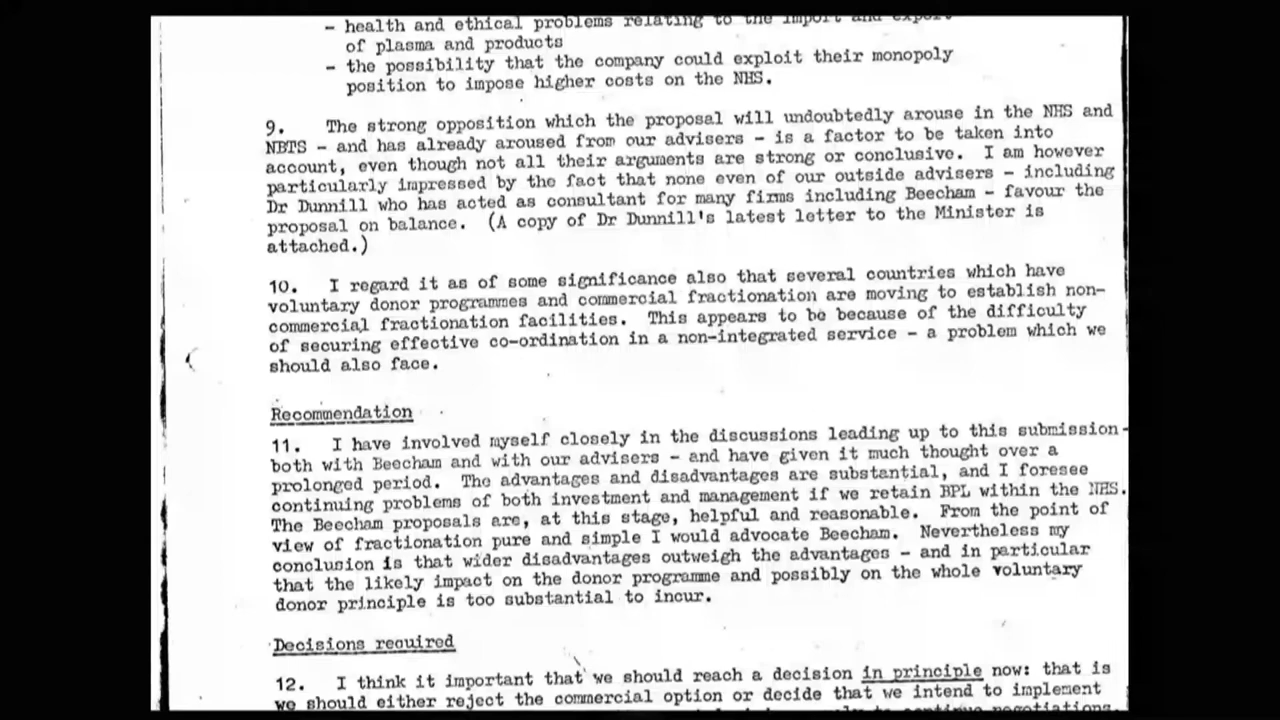 - health and ethical problems relating to the import and export
of plasma and products
- the possibility that the company could exploit their monopoly
position to impose higher costs on the NHS.
9. The strong opposition which the proposal will undoubtedly arouse in the NHS and
NBTS - and has already aroused from our advisers - is a factor to be taken into
account, even though not all their arguments are strong or conclusive. I am however
particularly impressed by the fact that none even of our outside advisers - including
Dr Dunnill who has acted as consultant for many firms including Beecham - favour the
proposal on balance. (A copy of Dr Dunnill's latest letter to the Minister is
attached.)
10. I regard it as of some significance also that several countries which have
voluntary donor programmes and commercial fractionation are moving to establish non-
commercial fractionation facilities. This appears to be because of the difficulty
of securing effective co-ordination in a non-integrated service - a problem which we
should also face.
Recommendation
11. I have involved myself closely in the discussions leading up to this submission-
both with Beecham and with our advisers - and have given it much thought over a
prolonged period. The advantages and disadvantages are substantial, and I foresee
continuing problems of both investment and management if we retain BPL within the NHS.
The Beecham proposals are, at this stage, helpful and reasonable. From the point of
view of fractionation pure and simple I would advocate Beecham. Nevertheless my
conclusion is that wider disadvantages outweigh the advantages - and in particular
that the likely impact on the donor programme and possibly on the whole voluntary
donor principle is too substantial to incur.
Decisions required
12. I think it important that we should reach a decision in principle now: that is
we should either reject the commercial option or decide that we intend to implement
to continue negotiations.